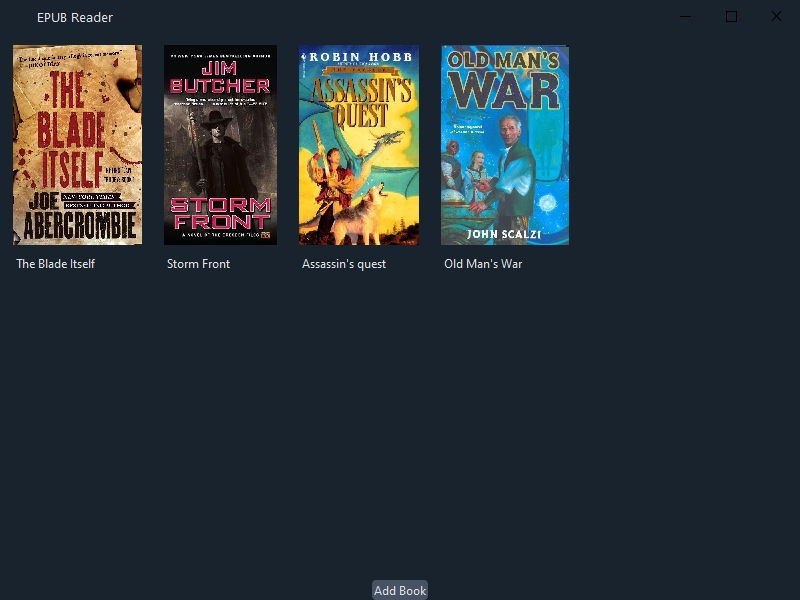 EPUB Reader
THE
BLADE
ITSELF
JOE
ABERCROMBIE
JIM
BUTCHER
STORM
FRONT
A NOVEL OF THE DRESDEN FILES
ROBIN HOBB
ASSASSIN'S
QUEST
OLD MAN'S
WAR
JOHN SCALZI
The Blade Itself
Storm Front
Assassin's quest
Old Man's War
Add Book